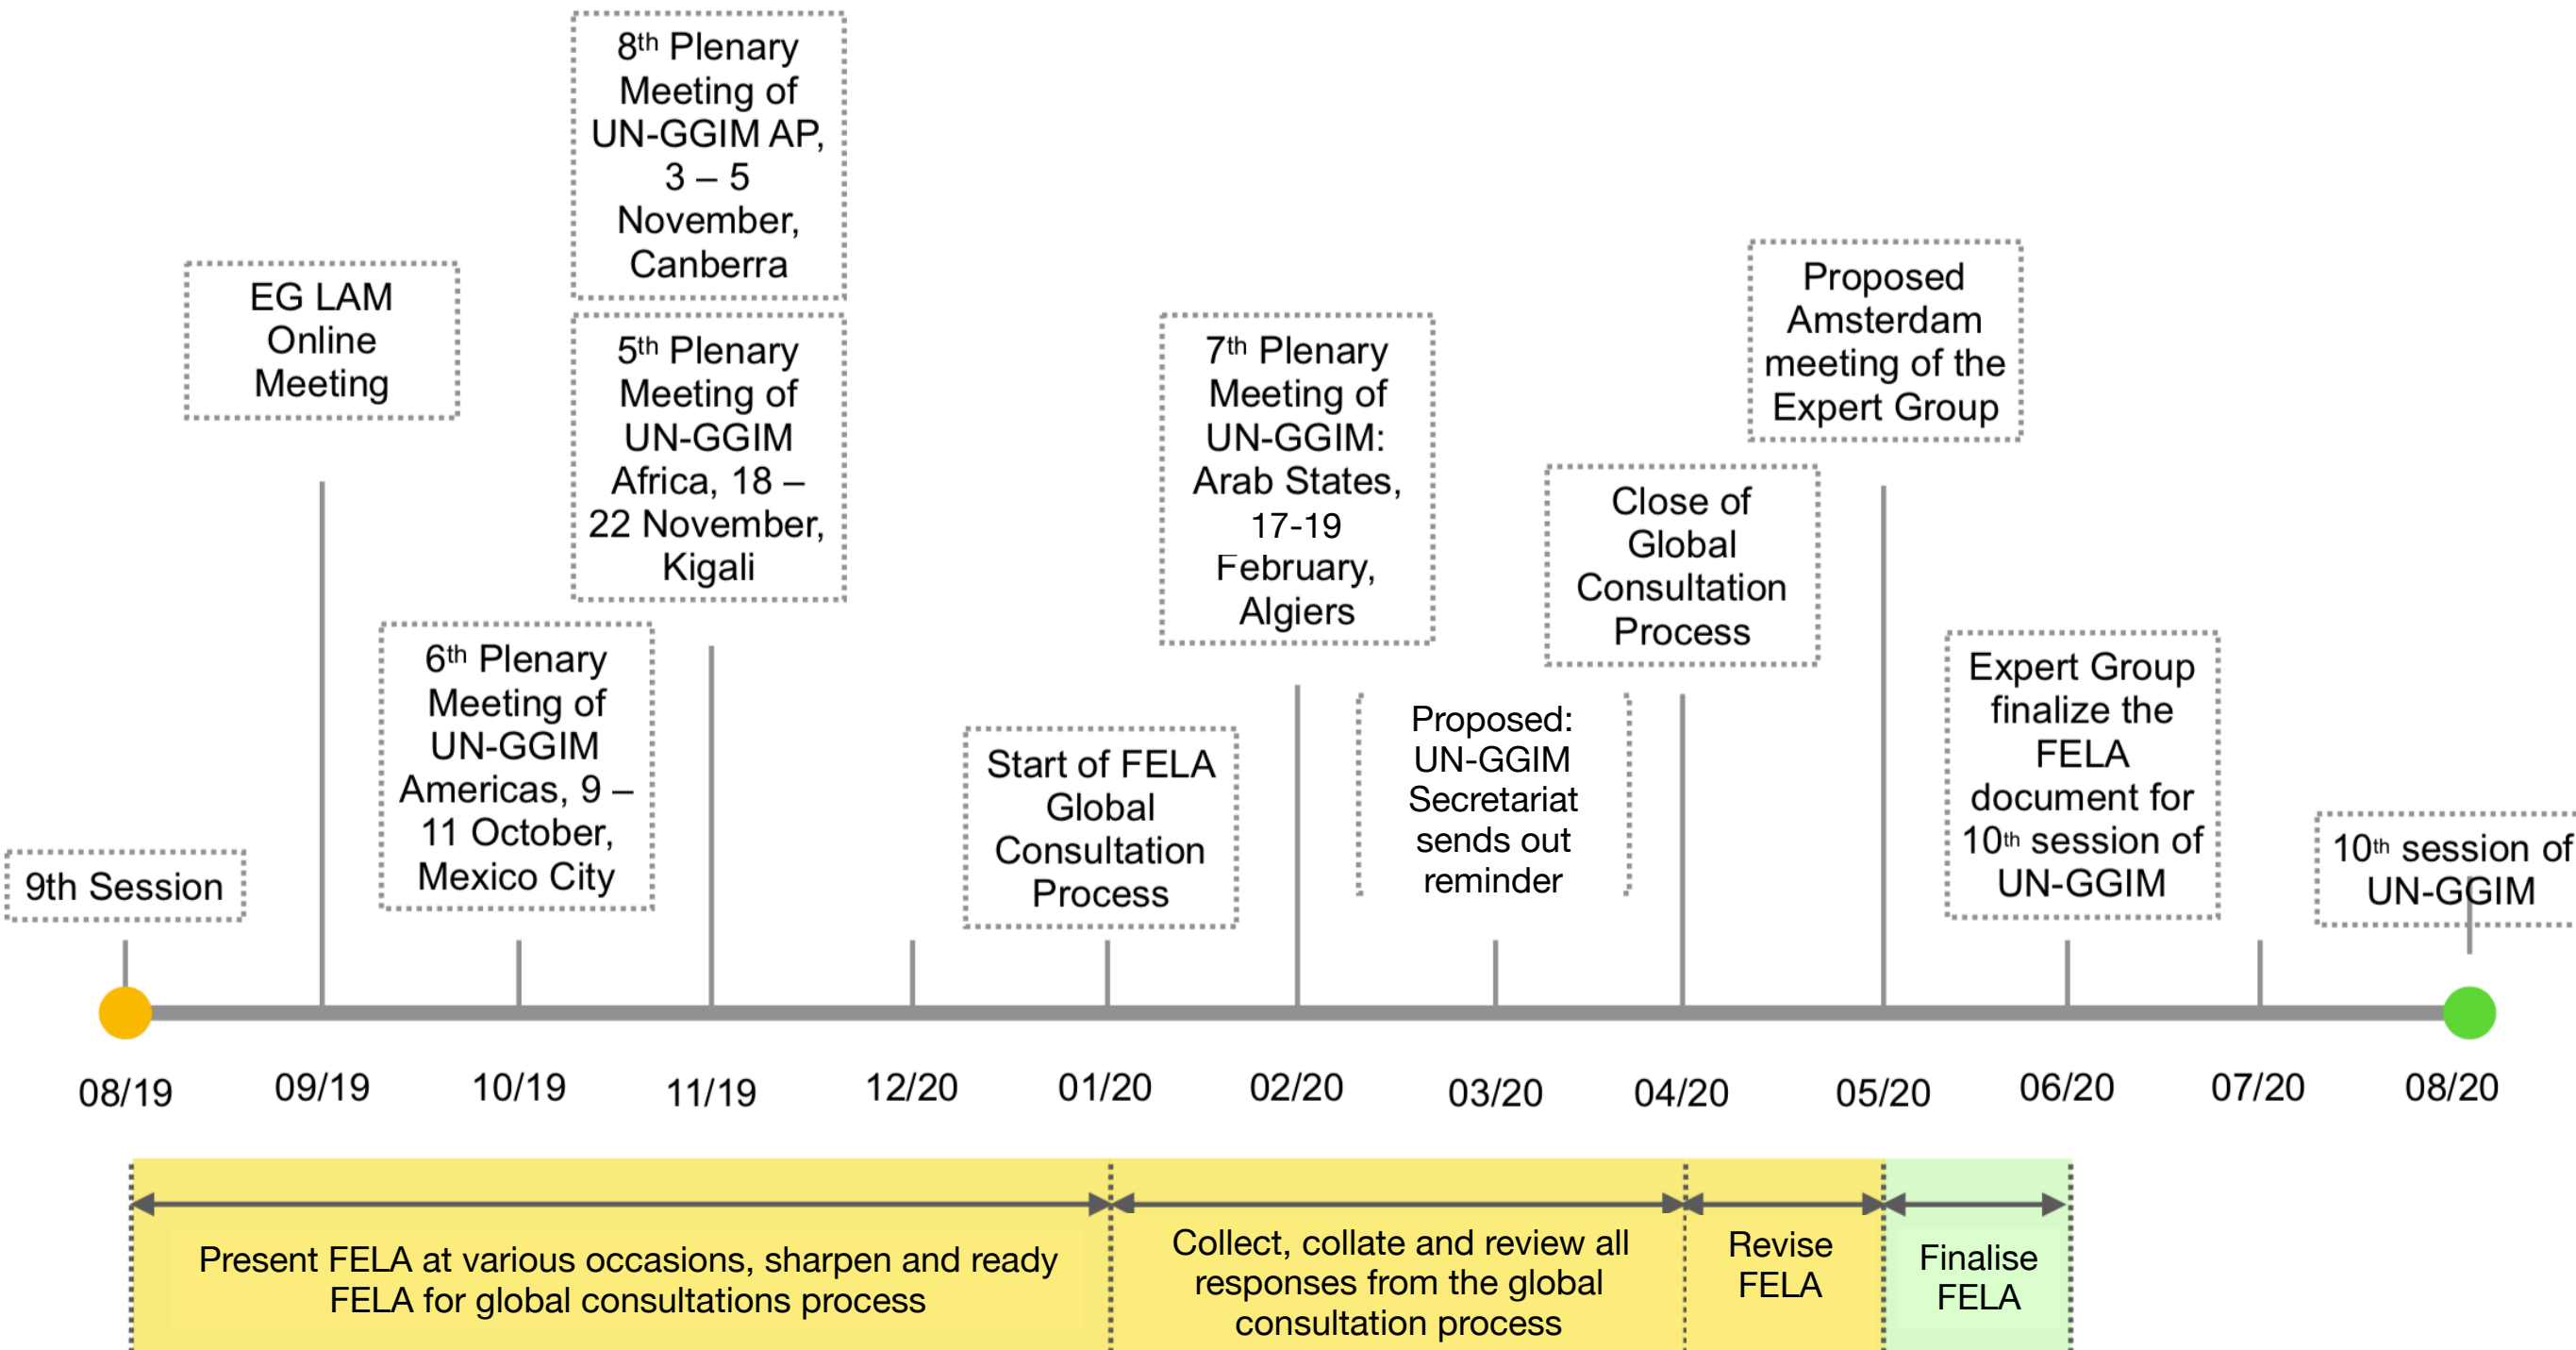 8th Plenary
Meeting of
UN-GGIM AP,
3 – 5
November,
Canberra
EG LAM
Online
Meeting
5th Plenary
Meeting of
UN-GGIM
Africa, 18 –
22 November,
Kigali
7th Plenary
Meeting of
UN-GGIM:
Arab States,
17-19
February,
Algiers
Proposed
Amsterdam
meeting of the
Expert Group
Close of
Global
Consultation
Process
6th Plenary
Meeting of
UN-GGIM
Americas, 9 –
11 October,
Mexico City
9th Session
Start of FELA
Global
Consultation
Process
Proposed:
UN-GGIM
Secretariat
sends out
reminder
Expert Group
finalize the
FELA
document for
10th session of
UN-GGIM
10th session of
UN-GGIM
08/19
09/19
10/19
11/19
12/20
01/20
02/20
03/20
04/20
05/20
06/20
07/20
08/20
Present FELA at various occasions, sharpen and ready
FELA for global consultations process
Collect, collate and review all
responses from the global
consultation process
Revise
FELA
Finalise
FELA